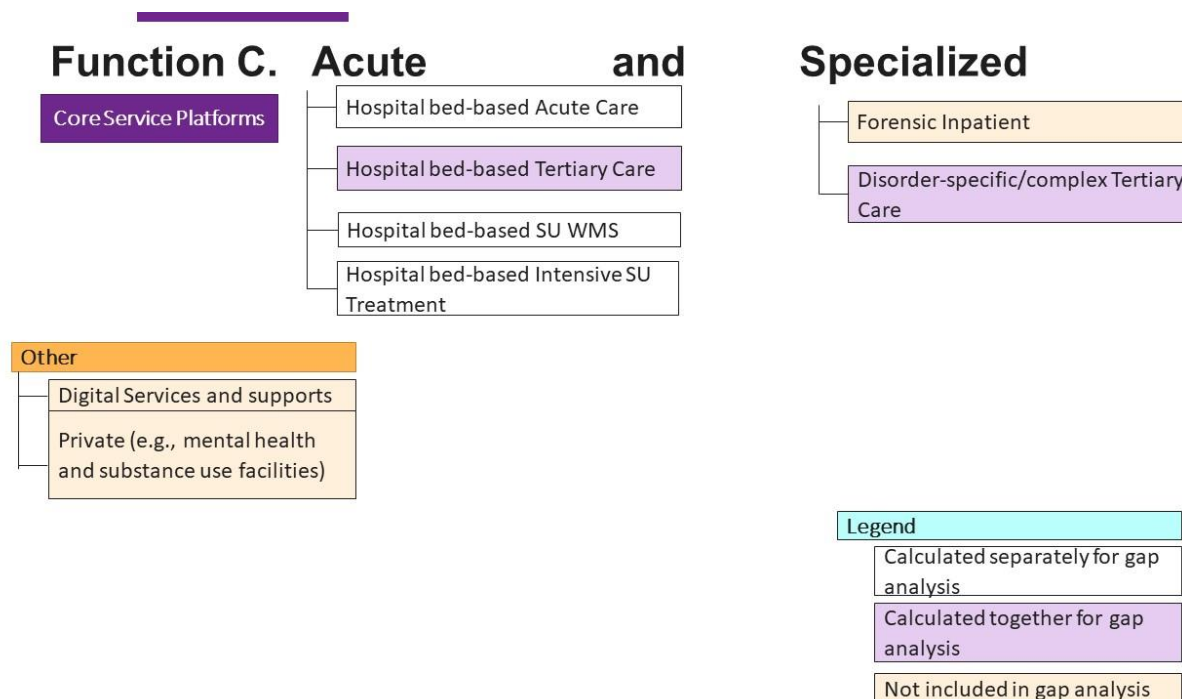 Function C. Acute and Specialized
Core Service Platforms
Hospital bed-based Acute Care
Hospital bed-based Tertiary Care
Hospital bed-based SU WMS
Hospital bed-based Intensive SU
Treatment
Forensic Inpatient
Disorder-specific/complex Tertiary
Care
Other
Digital Services and supports
Private (e.g., mental health
and substance use facilities)
Legend
Calculated separately for gap
analysis
Calculated together for gap
analysis
Not included in gap analysis